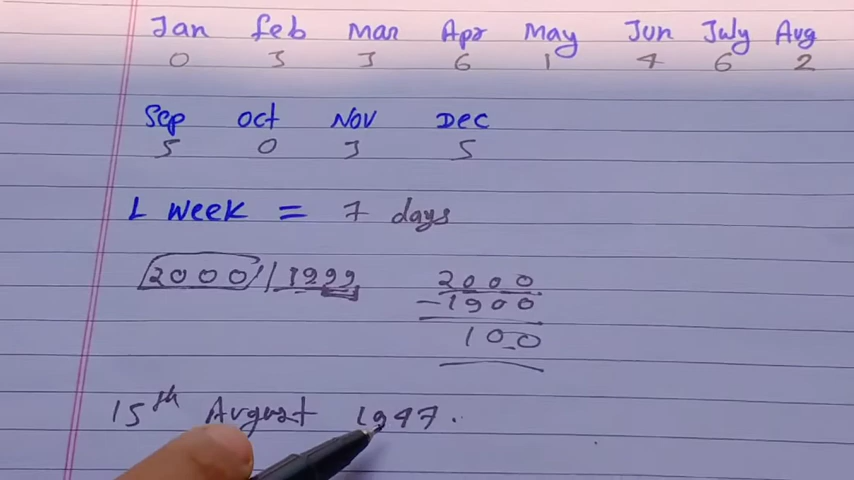 Jan Feb Mar Apr May Jun July Aug
0 3 3 6 1 4 6 2
Sep Oct Nov Dec
5 0 3 5
1 week = 7 days
2000 / 1999
2000
-1900
100
15th August 1947.